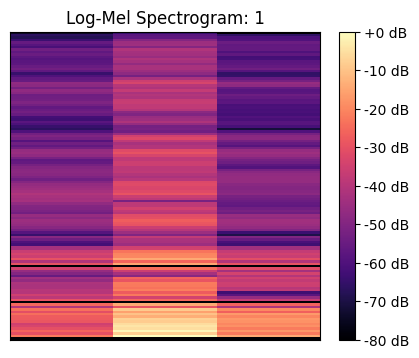 Log-Mel Spectrogram: 1
+0 dB
-10 dB
-20 dB
-30 dB
-40 dB
-50 dB
-60 dB
-70 dB
-80 dB